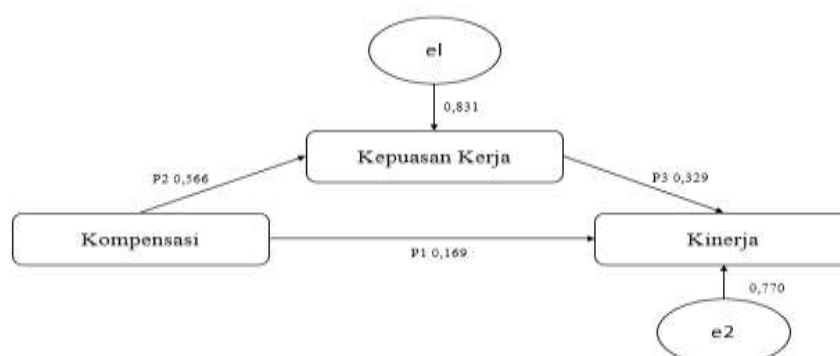 el
0,831
Kepuasan Kerja
P2 0,566
P3 0,329
Kompensasi
P1 0,169
Kinerja
0,770
e2